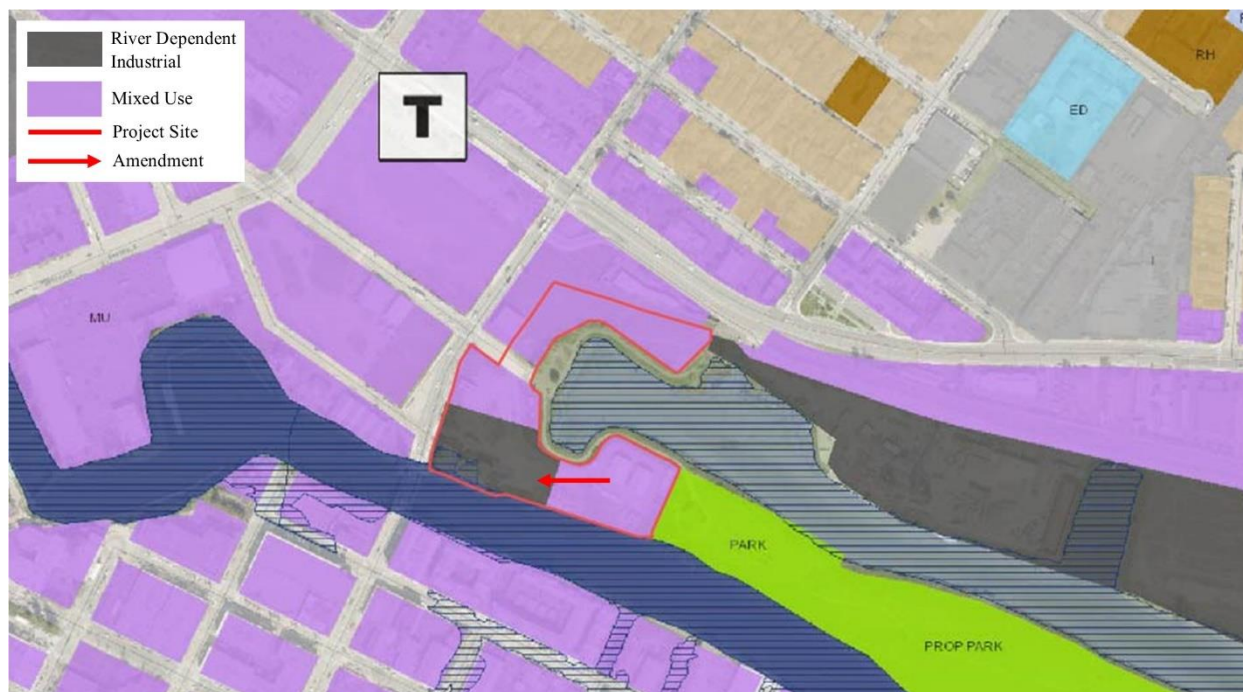 River Dependent
Industrial
Mixed Use
Project Site
Amendment
T
RH
ED
I
MU
PARK
PROP PARK